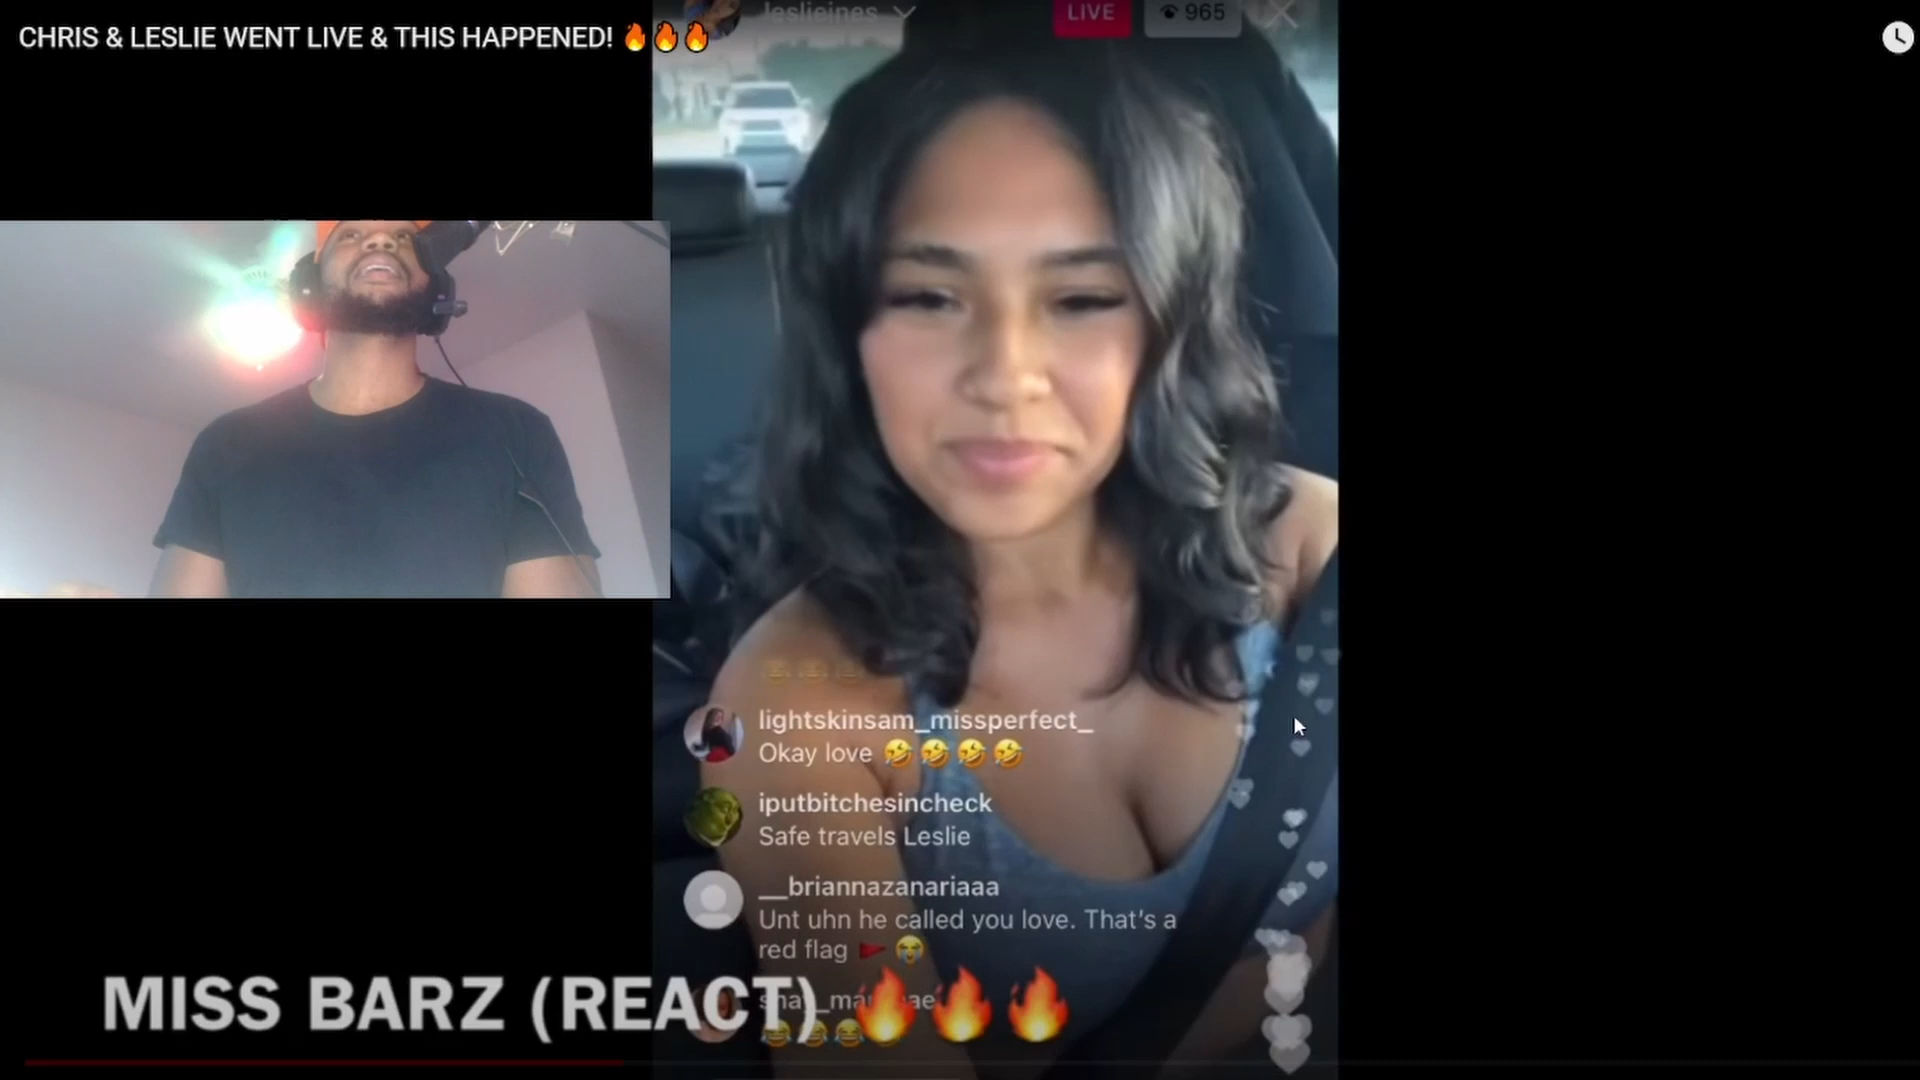 CHRIS & LESLIE WENT LIVE & THIS HAPPENED! 🔥🔥🔥
leslieines
LIVE
965
lightskinsam_missperfect_
Okay love 🤣🤣🤣🤣
iputbitchesincheck
Safe travels Leslie
__briannazanariaaa
Unt uhn he called you love. That's a
red flag 🚩😭
MISS BARZ (REACT) 🔥🔥🔥